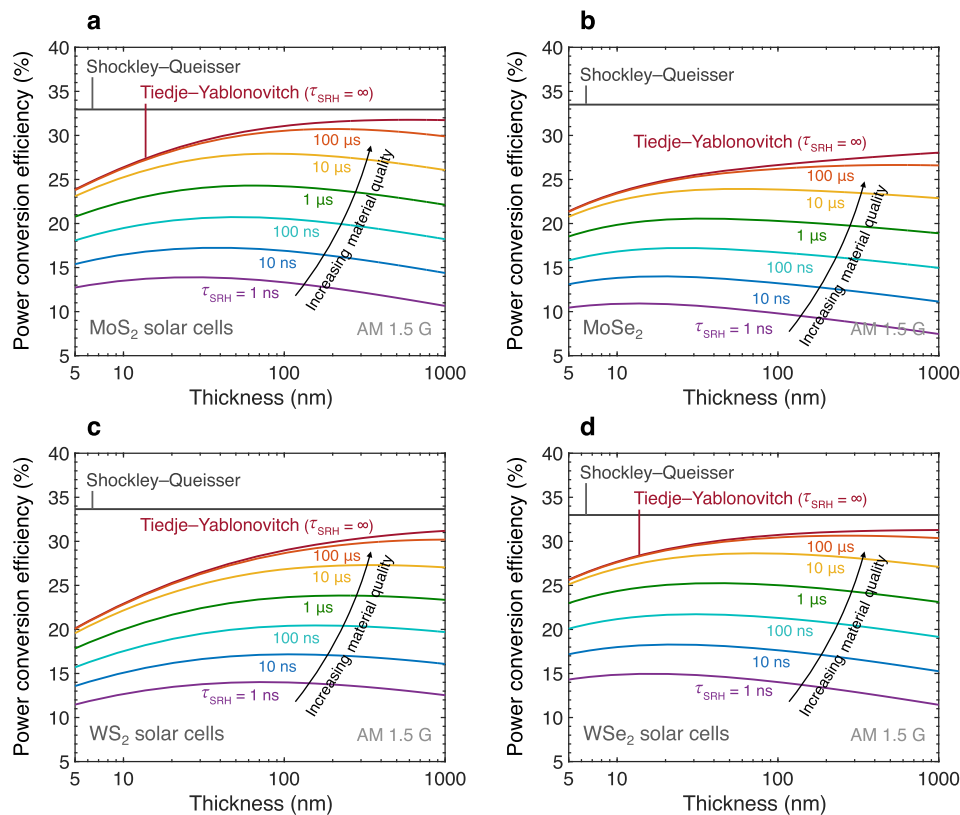 a
Power conversion efficiency (%)
40
35
30
25
20
15
10
5
Shockley–Queisser
Tiedje–Yablonovitch (τSRH = ∞)
100 µs
10 µs
1 µs
100 ns
10 ns
τSRH = 1 ns
Increasing material quality
MoS2 solar cells
AM 1.5 G
5 10 100 1000
Thickness (nm)
b
Power conversion efficiency (%)
40
35
30
25
20
15
10
5
Shockley–Queisser
Tiedje–Yablonovitch (τSRH = ∞)
100 µs
10 µs
1 µs
100 ns
10 ns
τSRH = 1 ns
Increasing material quality
MoSe2
AM 1.5 G
5 10 100 1000
Thickness (nm)
c
Power conversion efficiency (%)
40
35
30
25
20
15
10
5
Shockley–Queisser
Tiedje–Yablonovitch (τSRH = ∞)
100 µs
10 µs
1 µs
100 ns
10 ns
τSRH = 1 ns
Increasing material quality
WS2 solar cells
AM 1.5 G
5 10 100 1000
Thickness (nm)
d
Power conversion efficiency (%)
40
35
30
25
20
15
10
5
Shockley–Queisser
Tiedje–Yablonovitch (τSRH = ∞)
100 µs
10 µs
1 µs
100 ns
10 ns
τSRH = 1 ns
Increasing material quality
WSe2 solar cells
AM 1.5 G
5 10 100 1000
Thickness (nm)